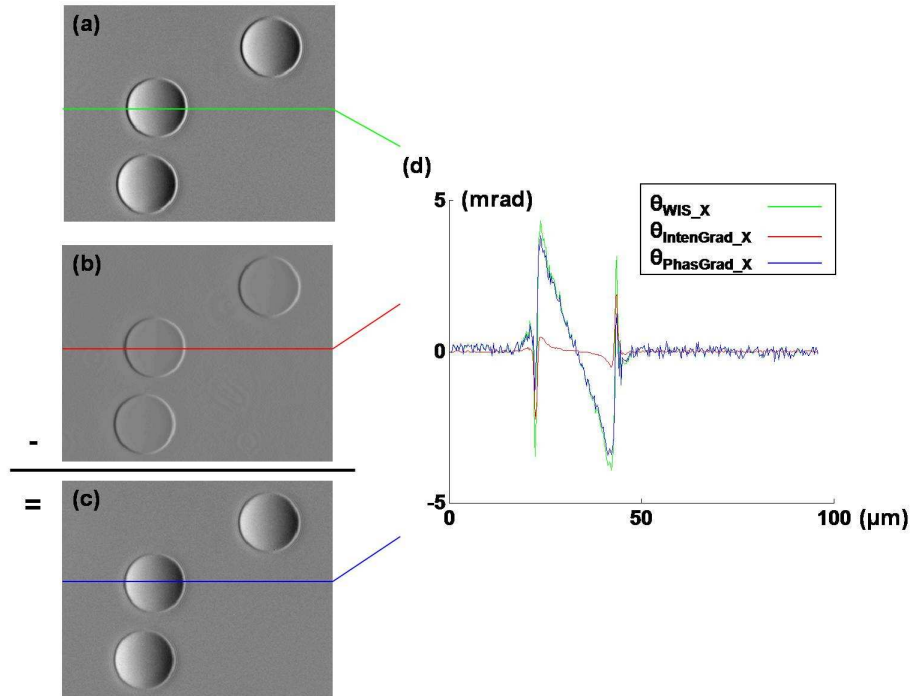 (a)
(b)
-
=
(c)
(d)
(mrad)
5
0
-5
0
50
100
(μm)
θWIS_X
θIntenGrad_X
θPhasGrad_X